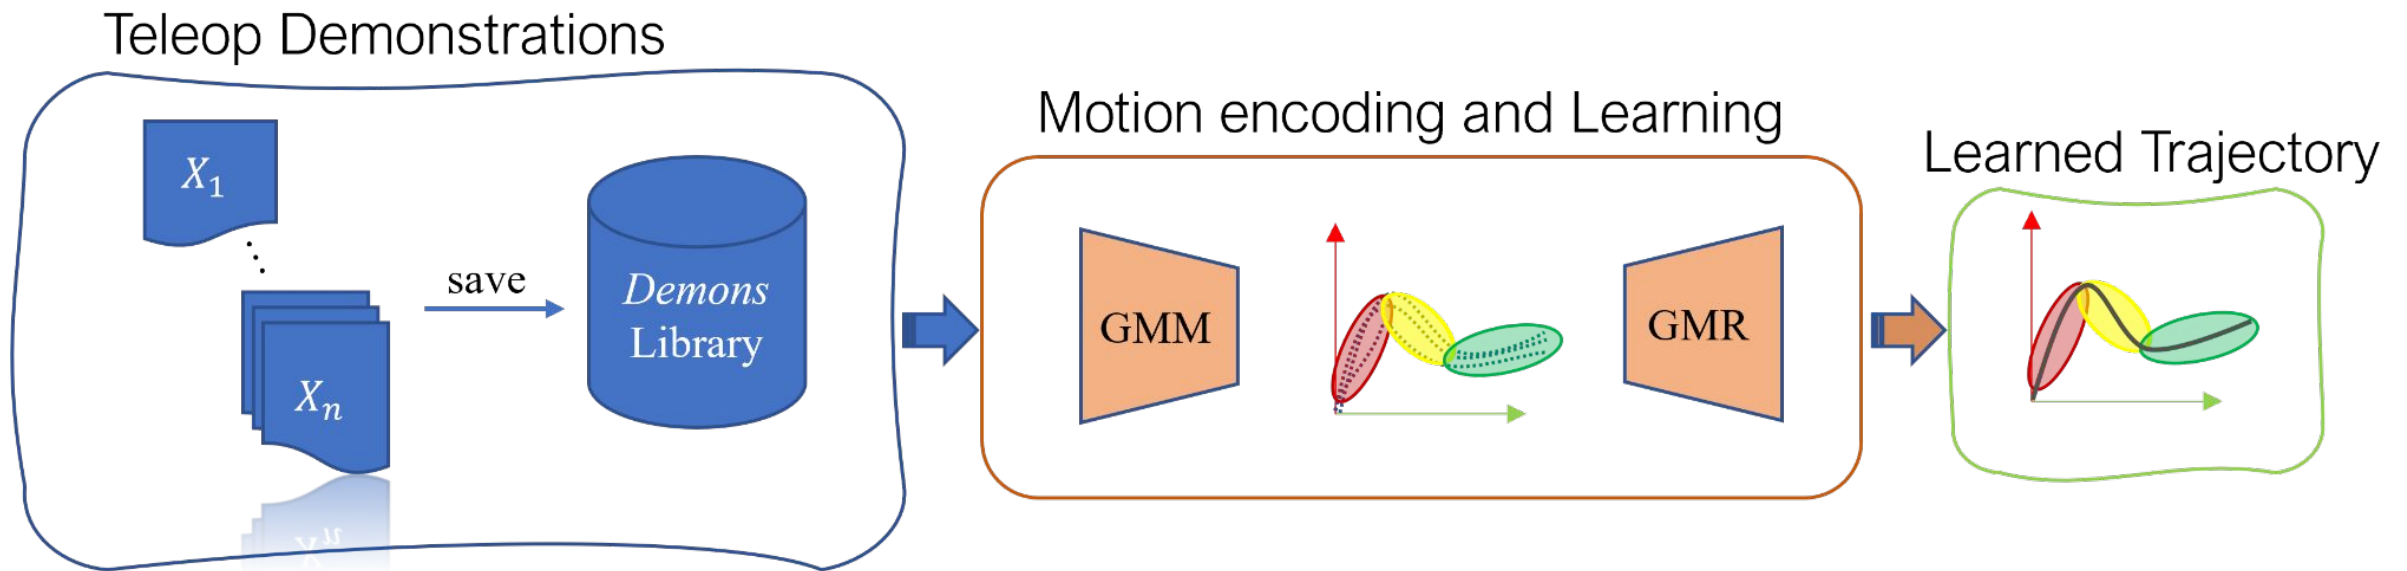 Teleop Demonstrations
X₁
Xₙ
save
Demons
Library
Motion encoding and Learning
GMM
GMR
Learned Trajectory